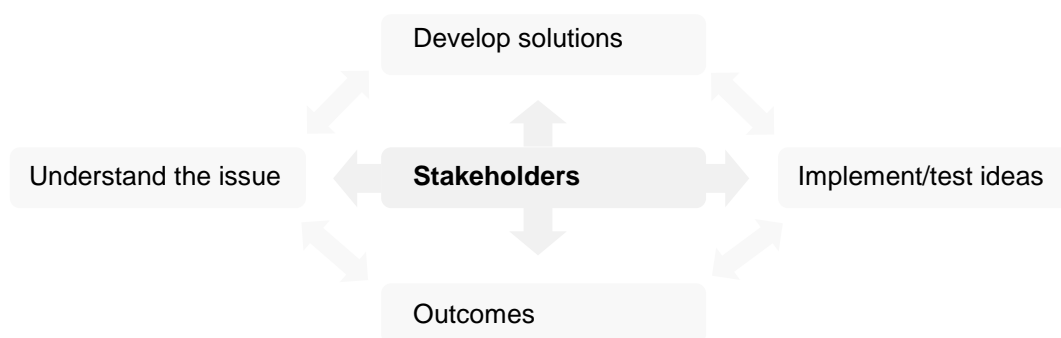 Develop solutions
Understand the issue
Stakeholders
Implement/test ideas
Outcomes